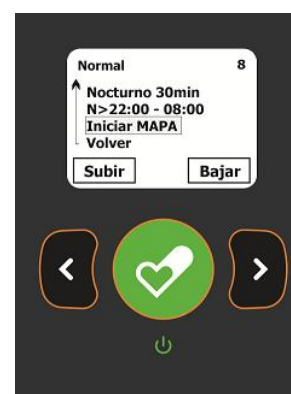 Normal 8
Nocturno 30min
N>22:00 - 08:00
Iniciar MAPA
Volver
Subir Bajar